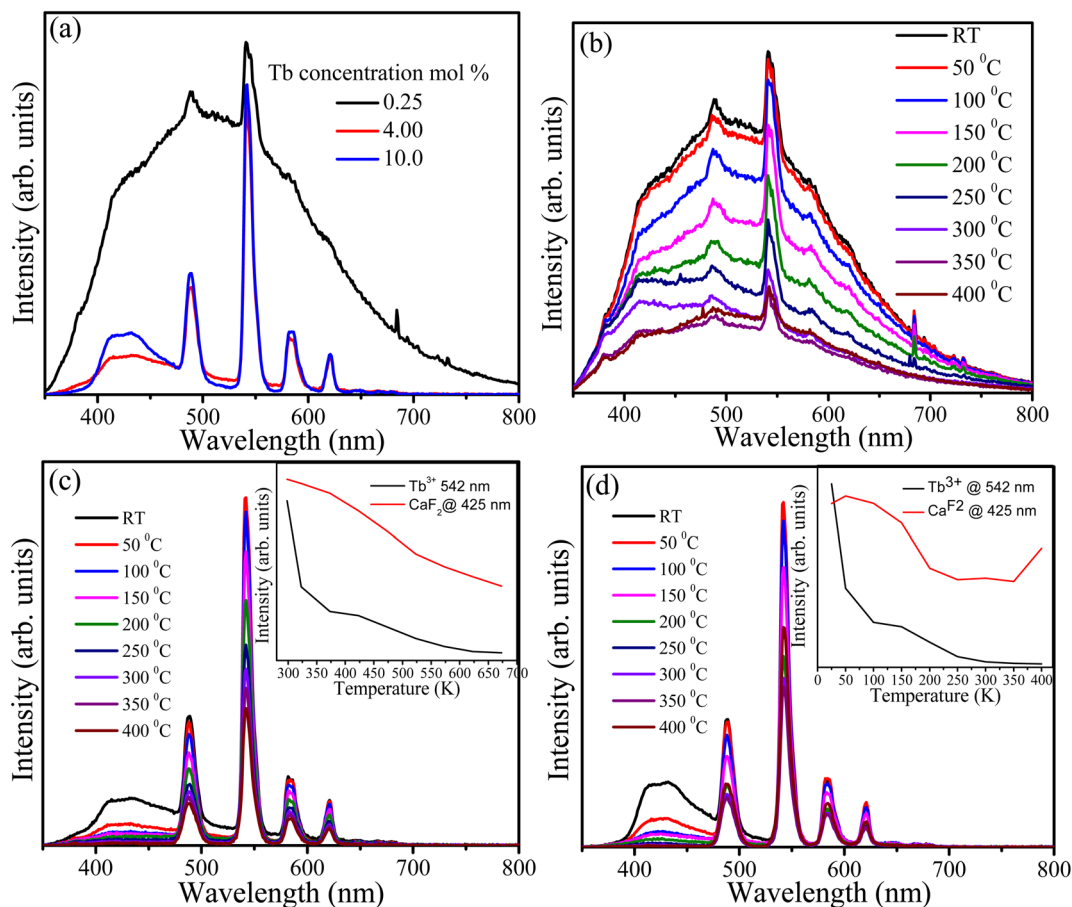 (a)
Tb concentration mol %
0.25
4.00
10.0
Intensity (arb. units)
400 500 600 700 800
Wavelength (nm)
(b)
RT
50 ⁰C
100 ⁰C
150 ⁰C
200 ⁰C
250 ⁰C
300 ⁰C
350 ⁰C
400 ⁰C
Intensity (arb. units)
400 500 600 700 800
Wavelength (nm)
(c)
RT
50 ⁰C
100 ⁰C
150 ⁰C
200 ⁰C
250 ⁰C
300 ⁰C
350 ⁰C
400 ⁰C
Intensity (arb. units)
400 500 600 700 800
Wavelength (nm)
Tb³⁺ 542 nm
CaF₂@ 425 nm
Intensity (arb. units)
300 350 400 450 500 550 600 650 700
Temperature (K)
(d)
RT
50 ⁰C
100 ⁰C
150 ⁰C
200 ⁰C
250 ⁰C
300 ⁰C
350 ⁰C
400 ⁰C
Intensity (arb. units)
400 500 600 700 800
Wavelength (nm)
Tb³⁺ @ 542 nm
CaF² @ 425 nm
Intensity (arb. units)
0 50 100 150 200 250 300 350 400
Temperature (K)